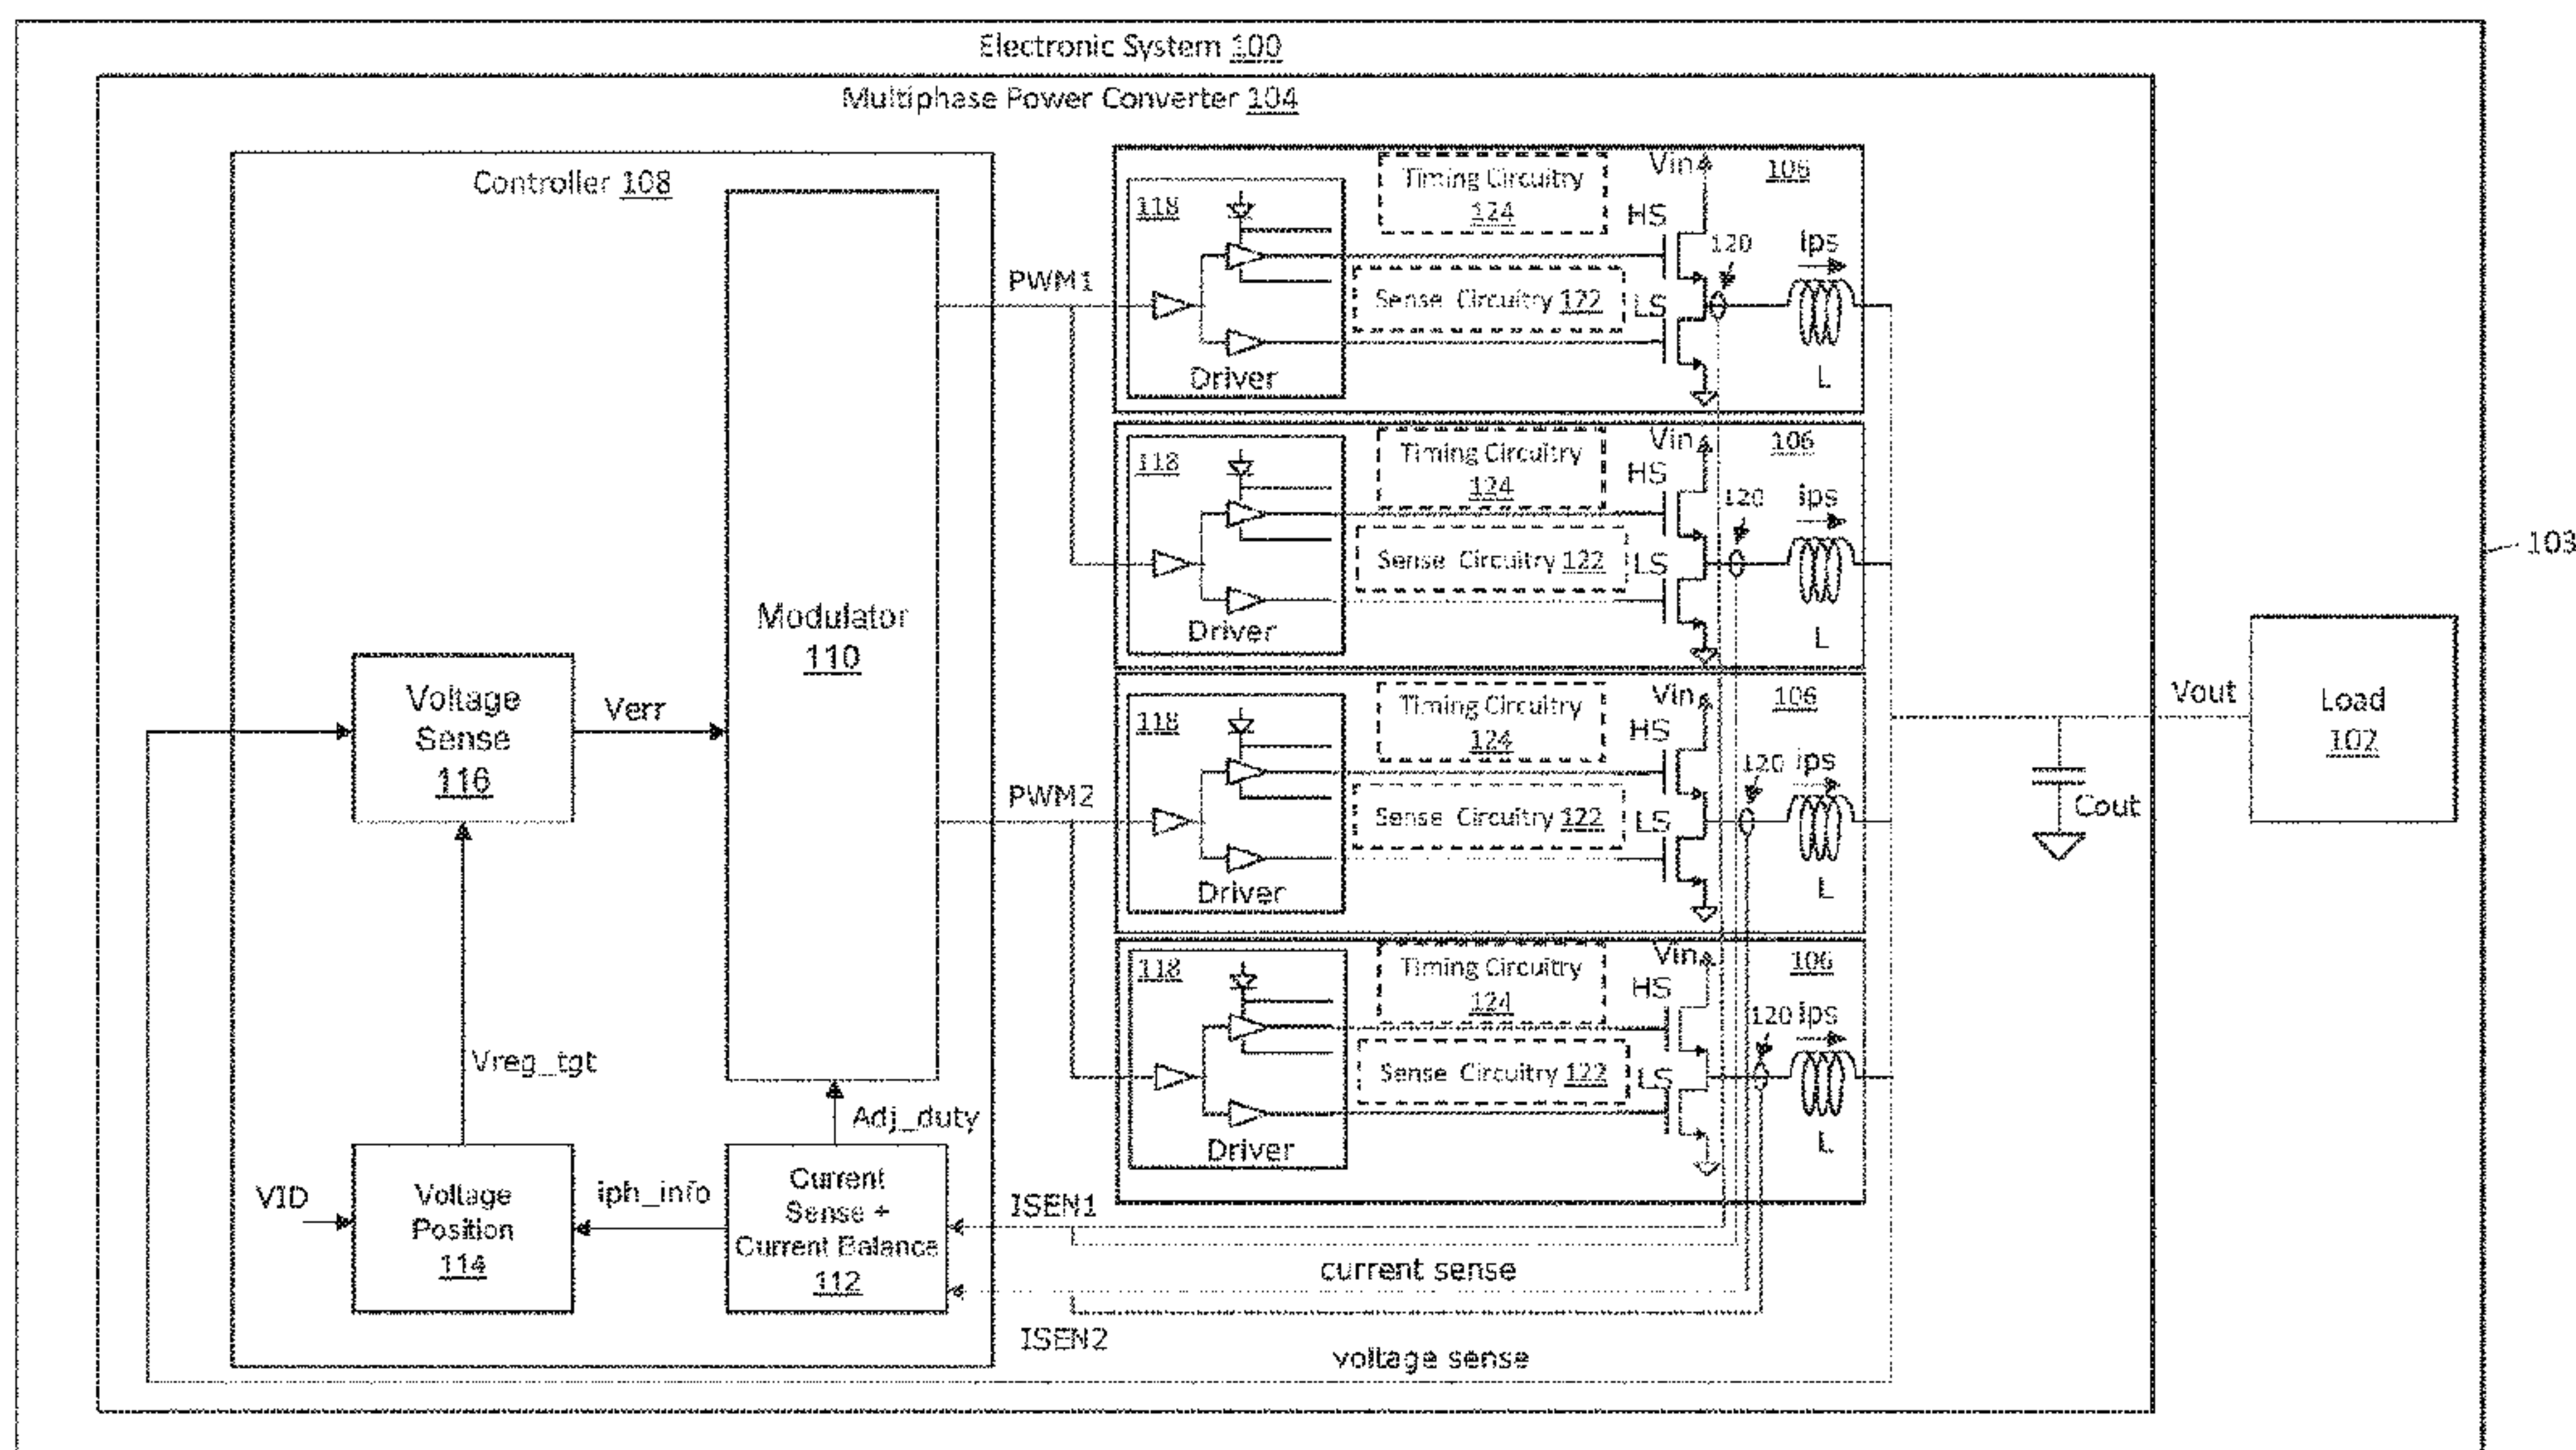 Electronic System 100
Multiphase Power Converter 104
Controller 108
Modulator
110
Voltage
Sense
116
Verr
Vreg_tgt
Adj_duty
VID
Voltage
Position
114
iph_info
Current
Sense +
Current Balance
112
PWM1
PWM2
ISEN1
current sense
ISEN2
voltage sense
118
Driver
Timing Circuitry
124
Sense Circuitry 122
Vin
HS
LS
106
120
ips
L
118
Driver
Timing Circuitry
124
Sense Circuitry 122
Vin
HS
LS
106
120
ips
L
118
Driver
Timing Circuitry
124
Sense Circuitry 122
Vin
HS
LS
106
120
ips
L
118
Driver
Timing Circuitry
124
Sense Circuitry 122
Vin
HS
LS
106
120
ips
L
Cout
Vout
Load
102
103